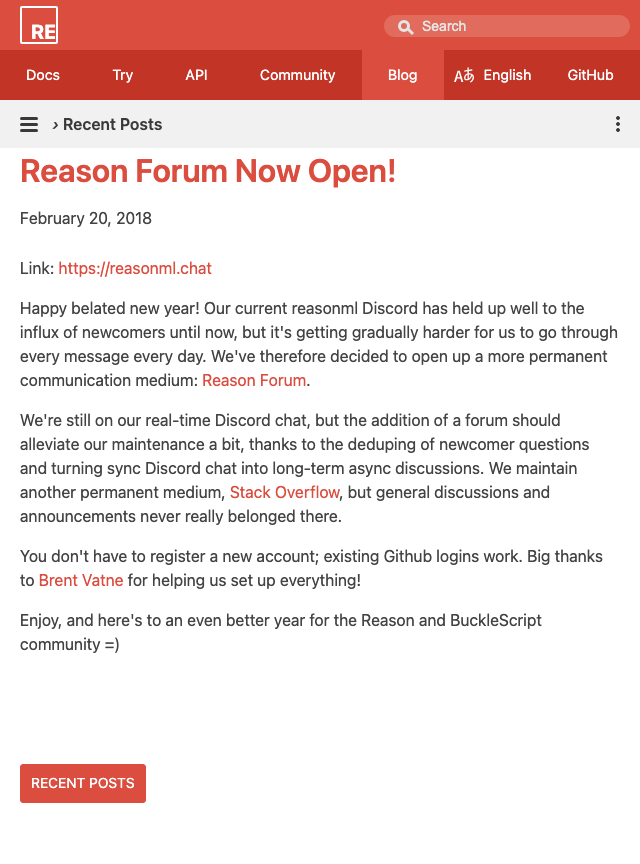 RE
Search
Docs Try API Community Blog Aあ English GitHub
› Recent Posts
Reason Forum Now Open!
February 20, 2018
Link: https://reasonml.chat
Happy belated new year! Our current reasonml Discord has held up well to the
influx of newcomers until now, but it's getting gradually harder for us to go through
every message every day. We've therefore decided to open up a more permanent
communication medium: Reason Forum.
We're still on our real-time Discord chat, but the addition of a forum should
alleviate our maintenance a bit, thanks to the deduping of newcomer questions
and turning sync Discord chat into long-term async discussions. We maintain
another permanent medium, Stack Overflow, but general discussions and
announcements never really belonged there.
You don't have to register a new account; existing Github logins work. Big thanks
to Brent Vatne for helping us set up everything!
Enjoy, and here's to an even better year for the Reason and BuckleScript
community =)
RECENT POSTS